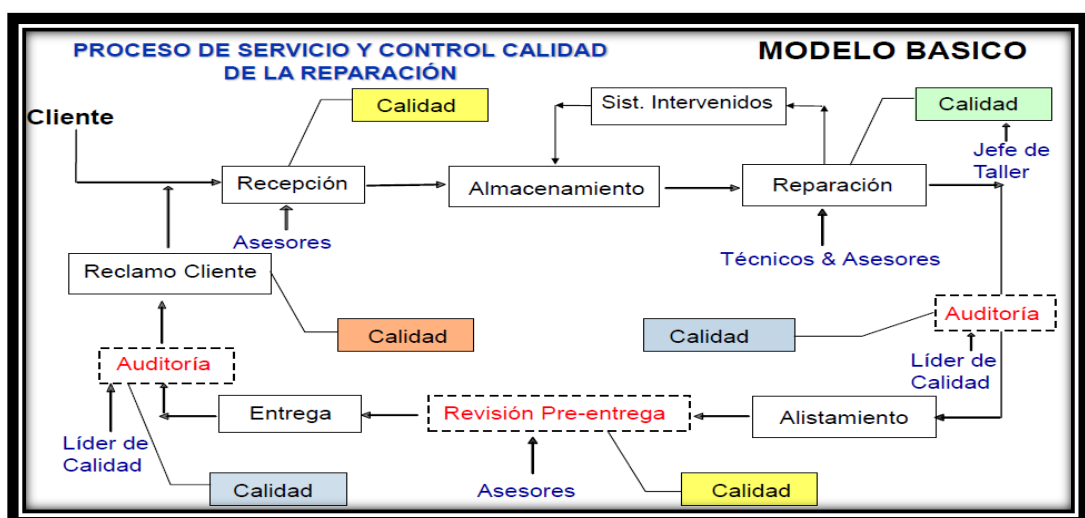 PROCESO DE SERVICIO Y CONTROL CALIDAD
DE LA REPARACIÓN
MODELO BASICO
Cliente
Calidad
Sist. Intervenidos
Calidad
Jefe de
Taller
Recepción
Almacenamiento
Reparación
Asesores
Técnicos & Asesores
Reclamo Cliente
Calidad
Calidad
Auditoría
Líder de
Calidad
Auditoría
Entrega
Revisión Pre-entrega
Alistamiento
Líder de
Calidad
Calidad
Asesores
Calidad